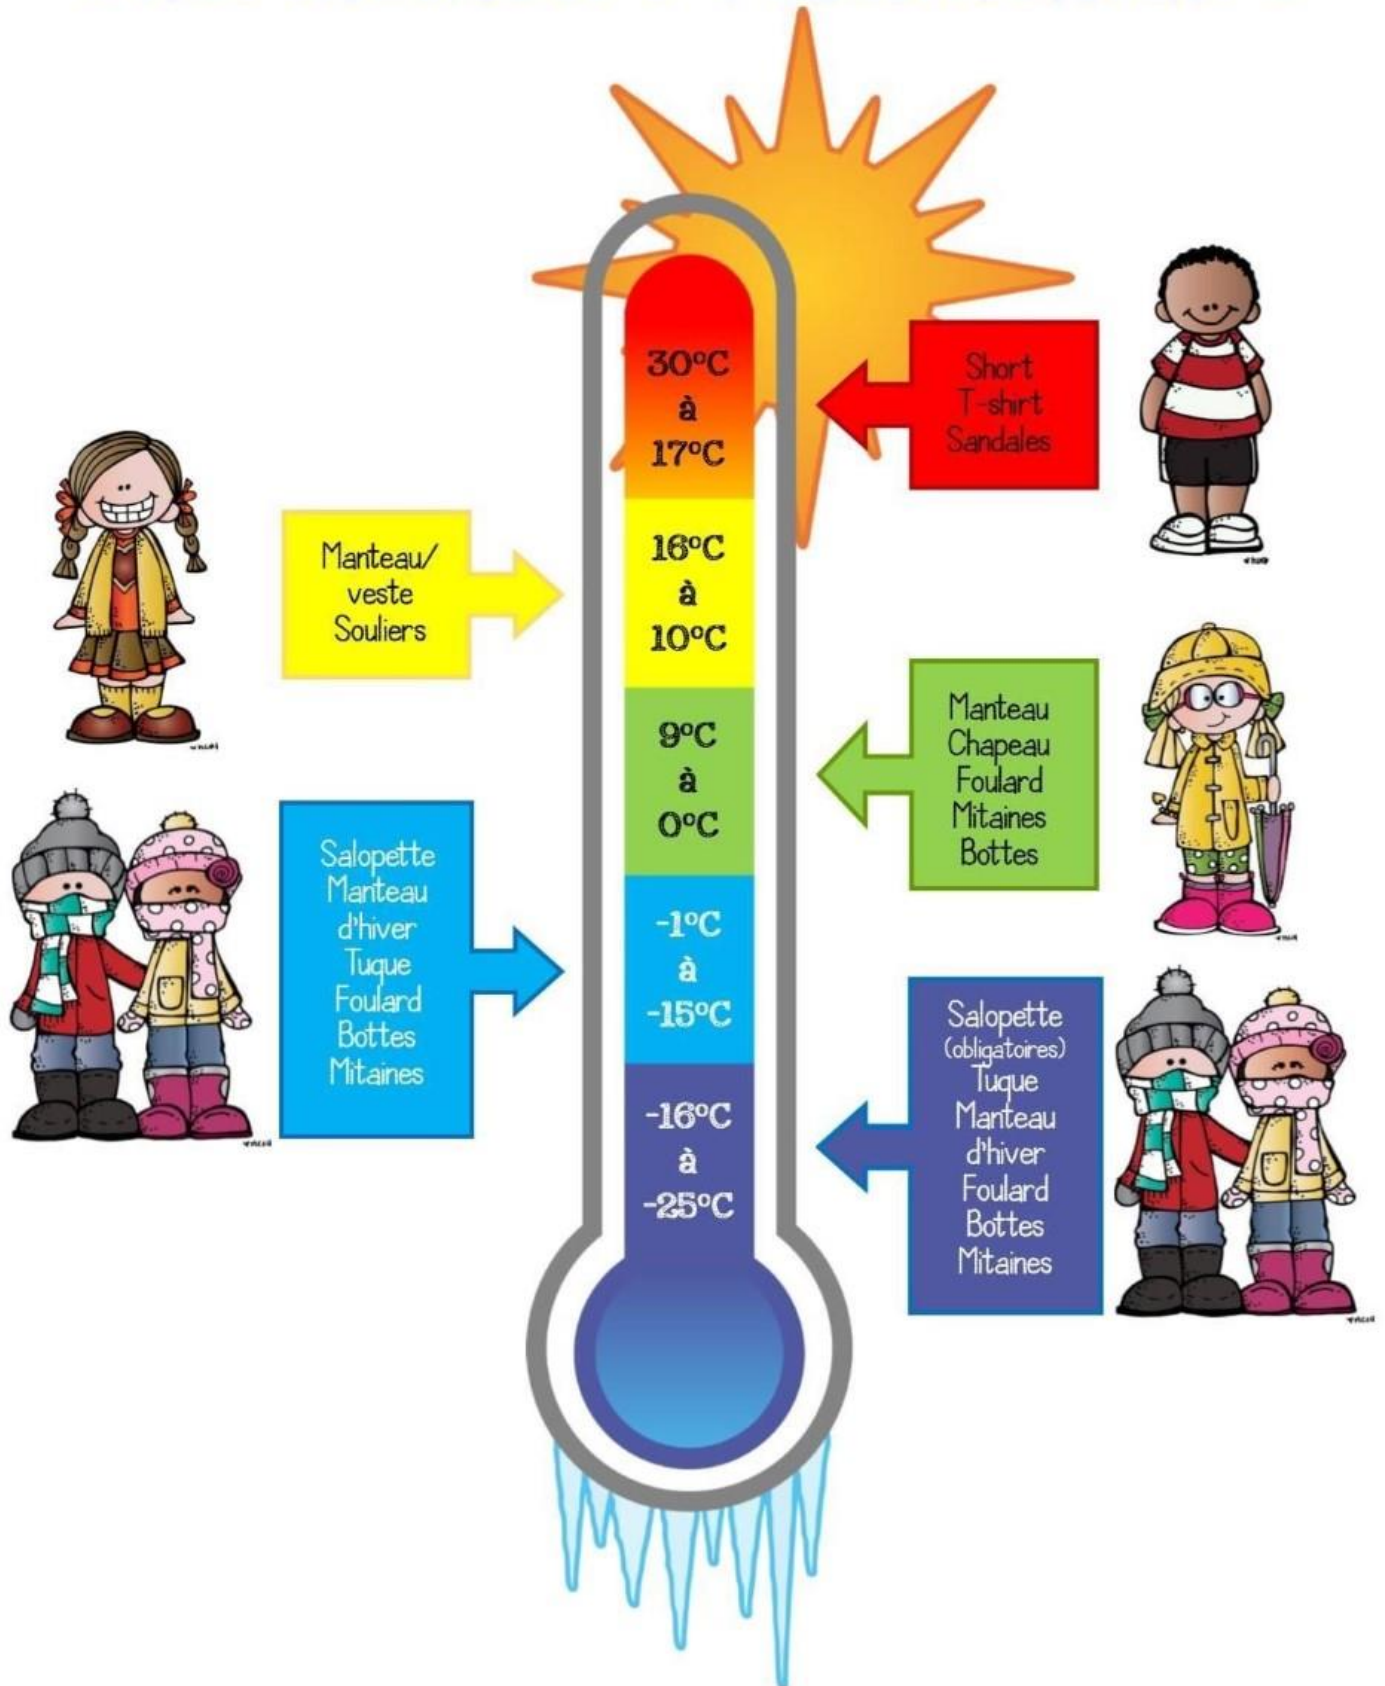 30°C
à
17°C
Short
T-shirt
Sandales
16°C
à
10°C
Manteau/
veste
Souliers
9°C
à
0°C
Manteau
Chapeau
Foulard
Mitaines
Bottes
-1°C
à
-15°C
Salopette
Manteau
d'hiver
Tuque
Foulard
Bottes
Mitaines
-16°C
à
-25°C
Salopette
(obligatoires)
Tuque
Manteau
d'hiver
Foulard
Bottes
Mitaines